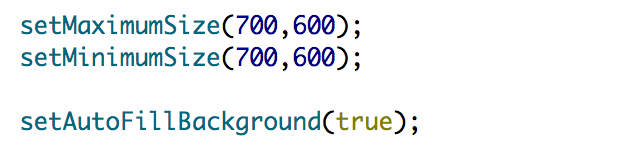 setMaximumSize(700,600);
setMinimumSize(700,600);
setAutoFillBackground(true);